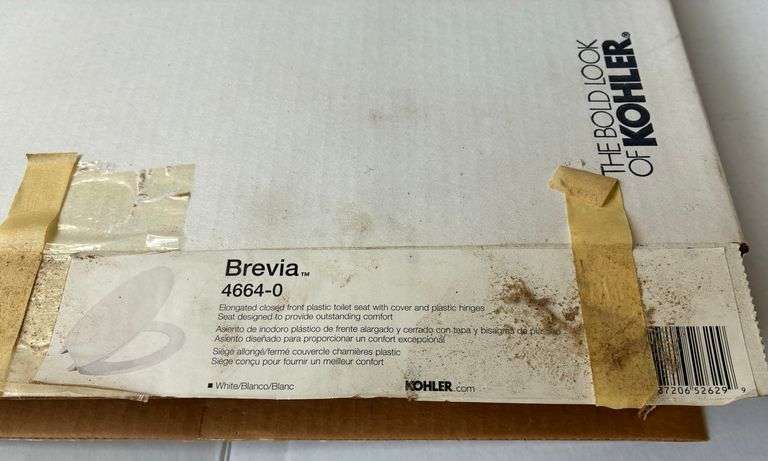 THE BOLD LOOK
OF KOHLER®
Brevia™
4664-0
Elongated closed front plastic toilet seat with cover and plastic hinges
Seat designed to provide outstanding comfort
Asiento de inodoro plástico de frente alargado y cerrado con tapa y bisagras de plástico
Asiento diseñado para proporcionar un confort excepcional
Siège allongé/fermé couvercle charnières plastic
Siège conçu pour fournir un meilleur confort
■ White/Blanco/Blanc
KOHLER.com
37206 52629 9